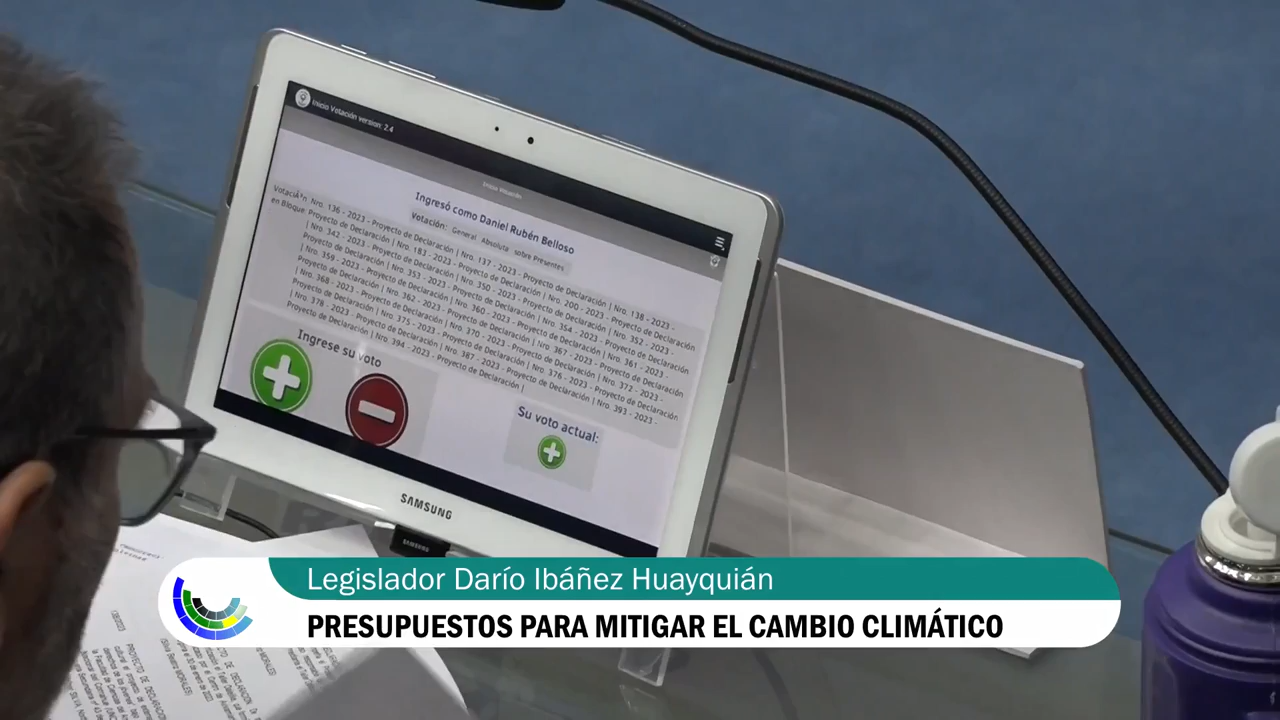 Inicio Votación version: 2.4
Inicio Votación
Ingresó como Daniel Rubén Belloso
Votación: General Absoluta sobre Presentes
VotaciÃ³n Nro. 136 - 2023 - Proyecto de Declaración | Nro. 137 - 2023 - Proyecto de Declaración | Nro. 138 - 2023 -
en Bloque: Proyecto de Declaración | Nro. 183 - 2023 - Proyecto de Declaración | Nro. 200 - 2023 - Proyecto de Declaración
| Nro. 342 - 2023 - Proyecto de Declaración | Nro. 350 - 2023 - Proyecto de Declaración | Nro. 352 - 2023 -
Proyecto de Declaración | Nro. 353 - 2023 - Proyecto de Declaración | Nro. 354 - 2023 - Proyecto de Declaración
| Nro. 359 - 2023 - Proyecto de Declaración | Nro. 360 - 2023 - Proyecto de Declaración | Nro. 361 - 2023 -
Proyecto de Declaración | Nro. 362 - 2023 - Proyecto de Declaración | Nro. 367 - 2023 - Proyecto de Declaración
| Nro. 368 - 2023 - Proyecto de Declaración | Nro. 370 - 2023 - Proyecto de Declaración | Nro. 372 - 2023 -
Proyecto de Declaración | Nro. 375 - 2023 - Proyecto de Declaración | Nro. 376 - 2023 - Proyecto de Declaración
| Nro. 378 - 2023 - Proyecto de Declaración | Nro. 387 - 2023 - Proyecto de Declaración | Nro. 393 - 2023 -
Proyecto de Declaración | Nro. 394 - 2023 - Proyecto de Declaración |
Ingrese su voto
Su voto actual:
SAMSUNG
SAMSUNG
PROYECTO DE DECLARACION
Legislador Darío Ibáñez Huayquián
PRESUPUESTOS PARA MITIGAR EL CAMBIO CLIMÁTICO